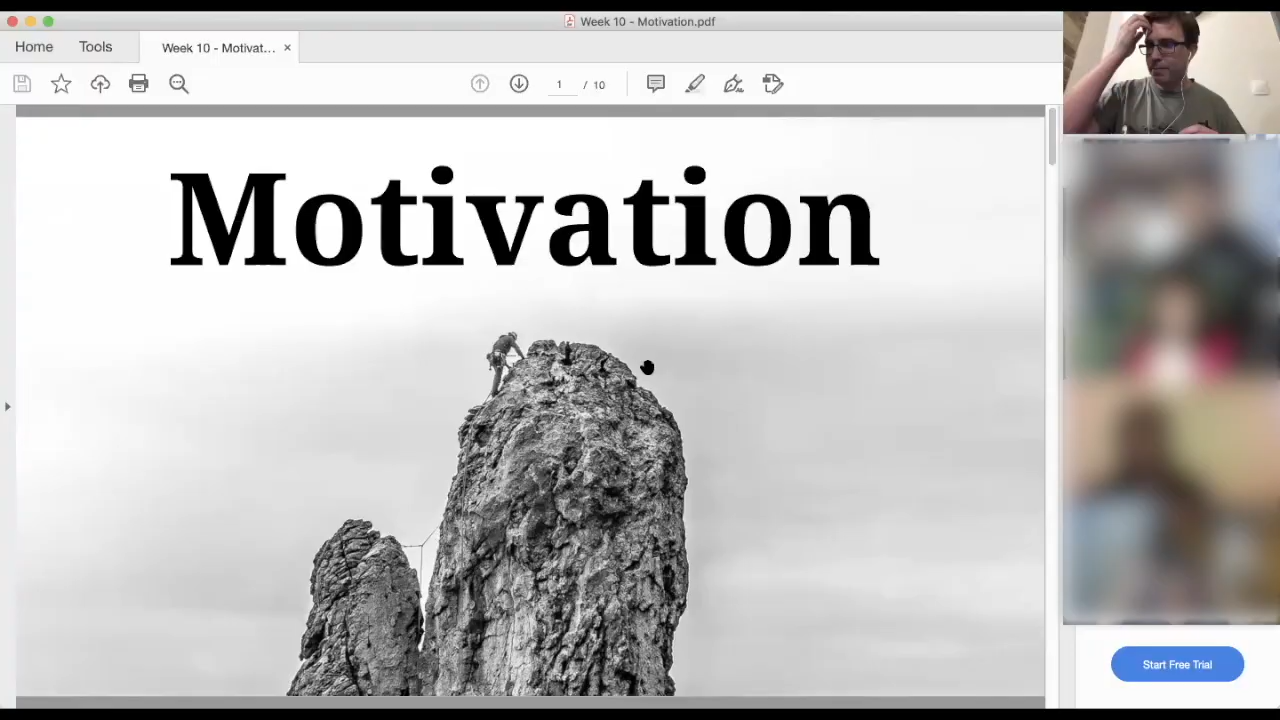 Week 10 - Motivation.pdf
Home Tools Week 10 - Motivat... ×
1 / 10
Motivation
Start Free Trial